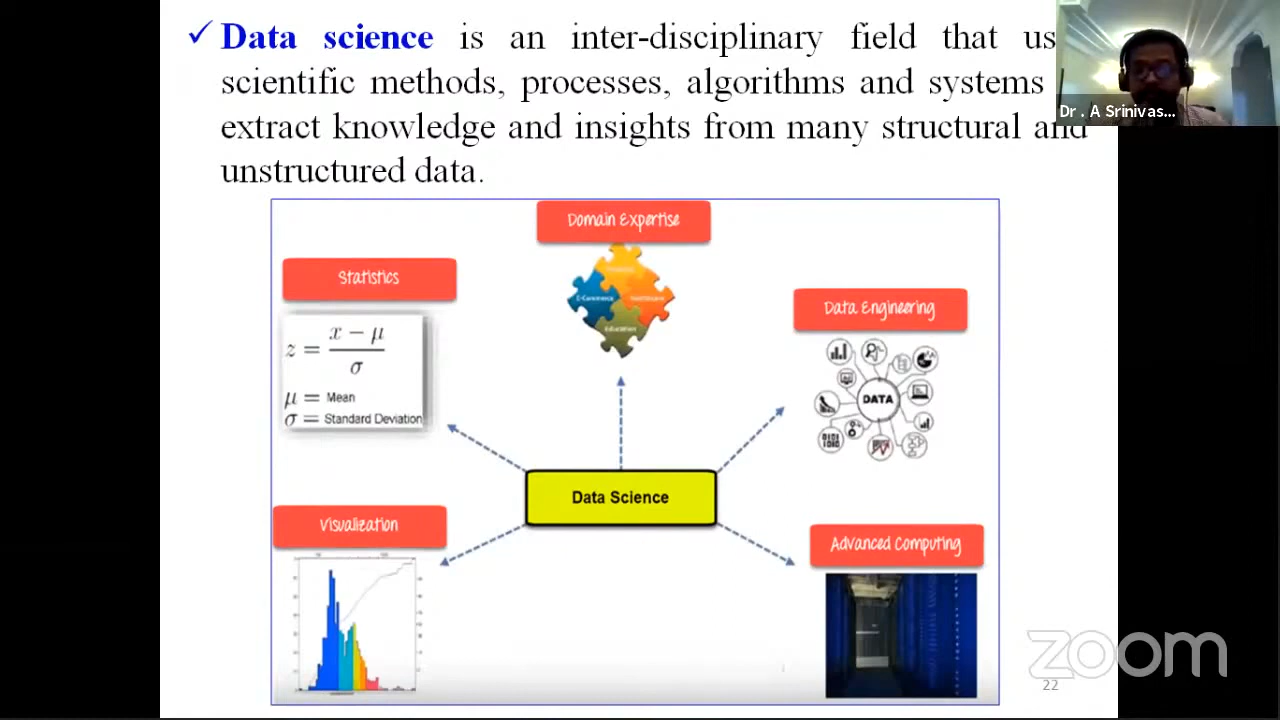 Data science is an inter-disciplinary field that us
scientific methods, processes, algorithms and systems
extract knowledge and insights from many structural and
unstructured data.
Dr . A Srinivas...
Domain Expertise
Statistics
E-Commerce
Education
Data Engineering
z = x − μ / σ
μ = Mean
σ = Standard Deviation
DATA
Data Science
Visualization
Advanced Computing
zoom
22